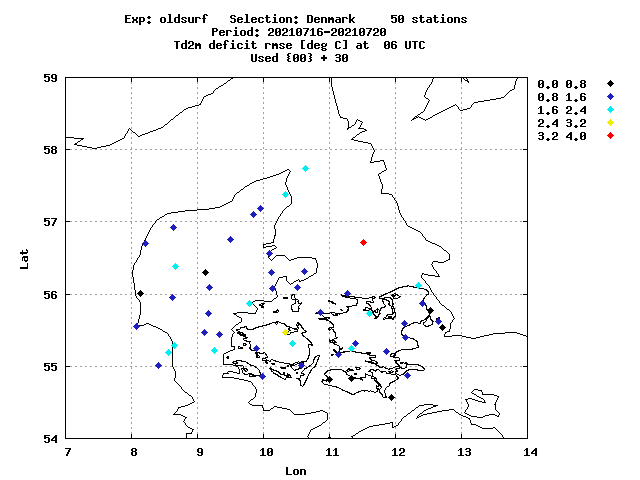 Exp: oldsurf   Selection: Denmark     50 stations
Period: 20210716-20210720
Td2m deficit rmse [deg C] at  06 UTC
Used {00} + 30
0.0 0.8
0.8 1.6
1.6 2.4
2.4 3.2
3.2 4.0
59
58
57
56
55
54
Lat
7 8 9 10 11 12 13 14
Lon